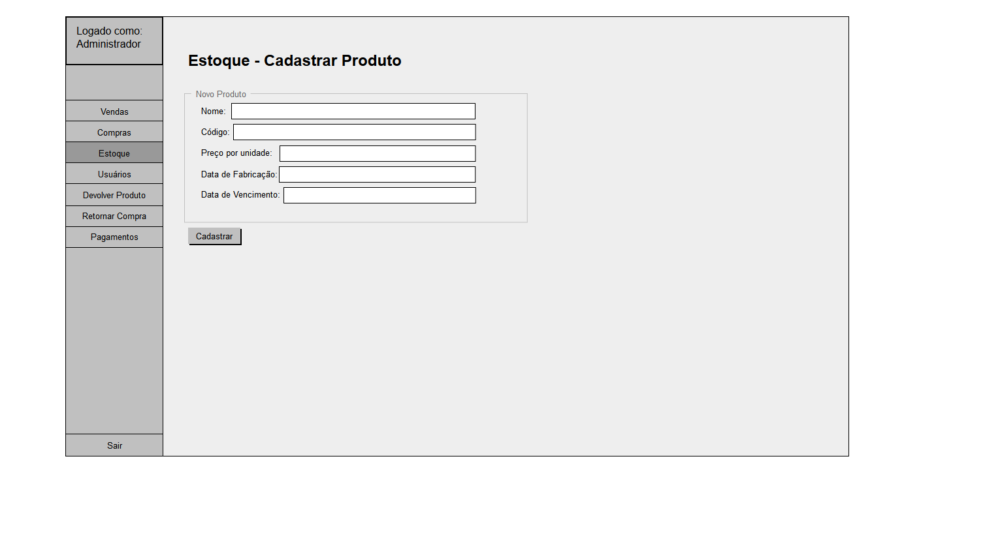 Logado como:
Administrador
Vendas
Compras
Estoque
Usuários
Devolver Produto
Retornar Compra
Pagamentos
Sair
Estoque - Cadastrar Produto
Novo Produto
Nome:
Código:
Preço por unidade:
Data de Fabricação:
Data de Vencimento:
Cadastrar